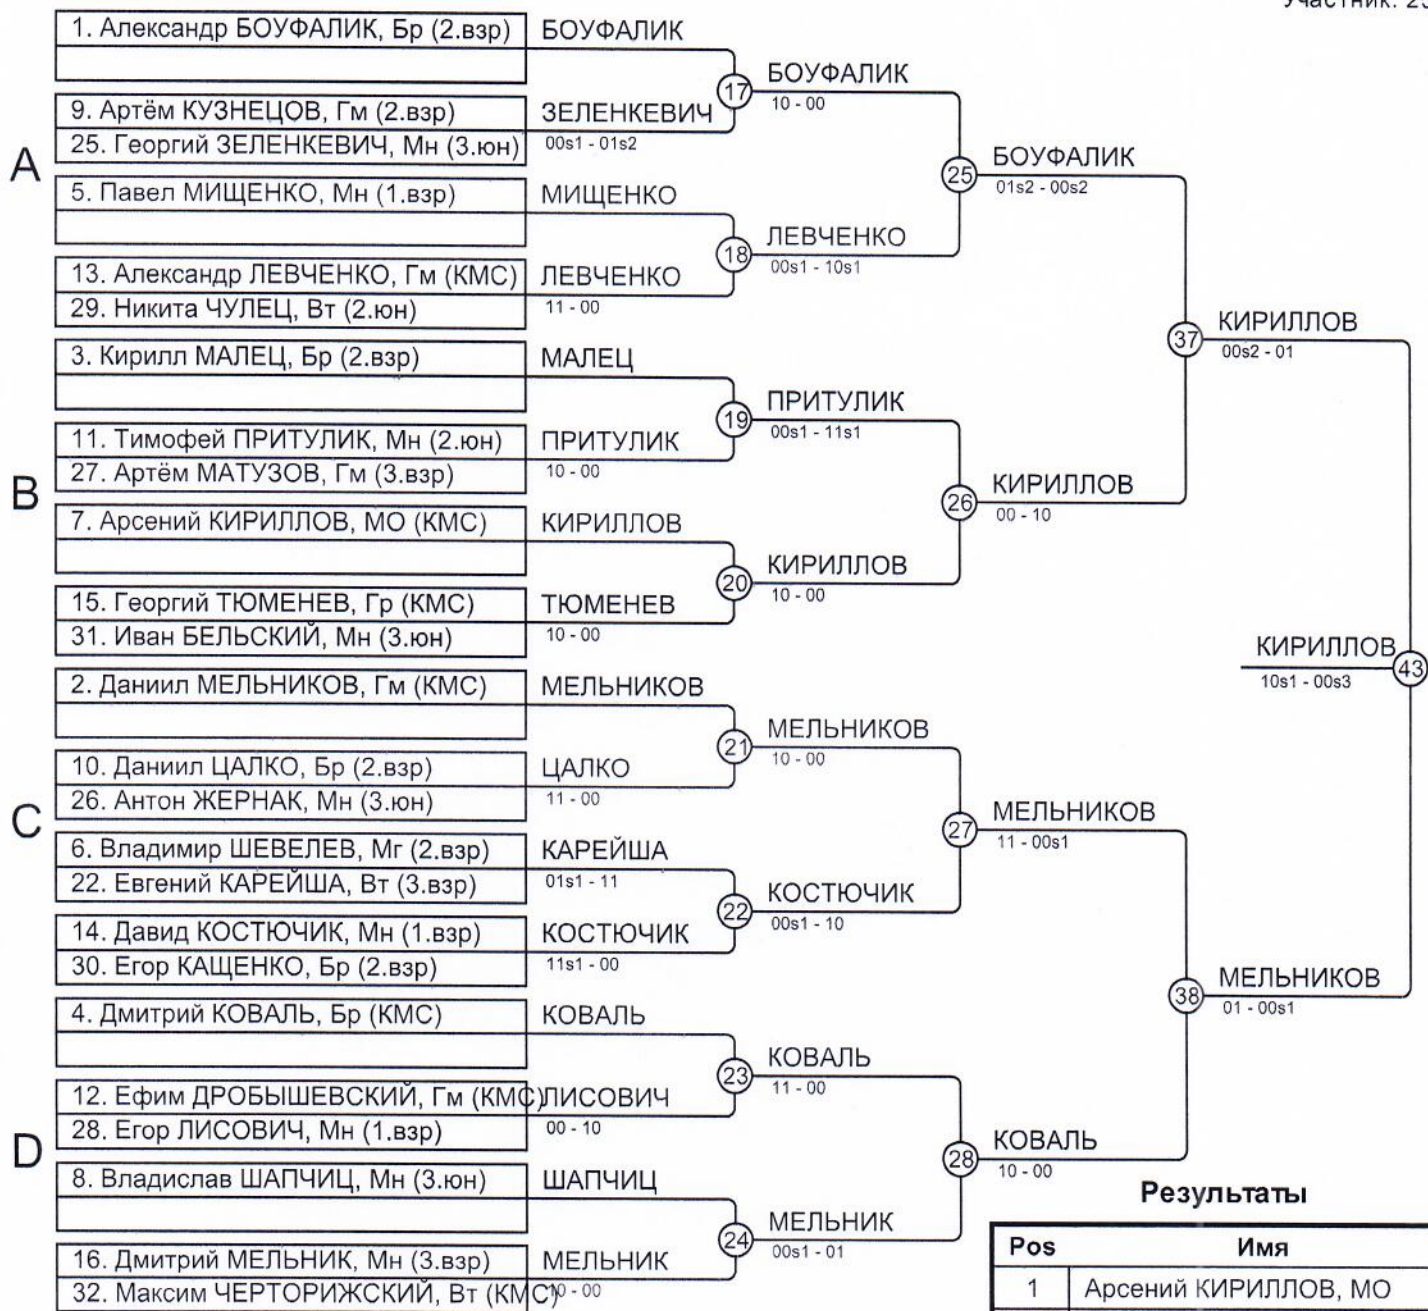 Участник: 25
1. Александр БОУФАЛИК, Бр (2.взр)
БОУФАЛИК
17
БОУФАЛИК
10 - 00
9. Артём КУЗНЕЦОВ, Гм (2.взр)
ЗЕЛЕНКЕВИЧ
25. Георгий ЗЕЛЕНКЕВИЧ, Мн (3.юн)
00s1 - 01s2
A
25
БОУФАЛИК
01s2 - 00s2
5. Павел МИЩЕНКО, Мн (1.взр)
МИЩЕНКО
18
ЛЕВЧЕНКО
00s1 - 10s1
13. Александр ЛЕВЧЕНКО, Гм (КМС)
ЛЕВЧЕНКО
29. Никита ЧУЛЕЦ, Вт (2.юн)
11 - 00
37
КИРИЛЛОВ
00s2 - 01
3. Кирилл МАЛЕЦ, Бр (2.взр)
МАЛЕЦ
19
ПРИТУЛИК
00s1 - 11s1
11. Тимофей ПРИТУЛИК, Мн (2.юн)
ПРИТУЛИК
27. Артём МАТУЗОВ, Гм (3.взр)
10 - 00
B
26
КИРИЛЛОВ
00 - 10
7. Арсений КИРИЛЛОВ, МО (КМС)
КИРИЛЛОВ
20
КИРИЛЛОВ
10 - 00
15. Георгий ТЮМЕНЕВ, Гр (КМС)
ТЮМЕНЕВ
31. Иван БЕЛЬСКИЙ, Мн (3.юн)
10 - 00
КИРИЛЛОВ
43
10s1 - 00s3
2. Даниил МЕЛЬНИКОВ, Гм (КМС)
МЕЛЬНИКОВ
21
МЕЛЬНИКОВ
10 - 00
10. Даниил ЦАЛКО, Бр (2.взр)
ЦАЛКО
26. Антон ЖЕРНАК, Мн (3.юн)
11 - 00
C
27
МЕЛЬНИКОВ
11 - 00s1
6. Владимир ШЕВЕЛЕВ, Мг (2.взр)
КАРЕЙША
22. Евгений КАРЕЙША, Вт (3.взр)
01s1 - 11
22
КОСТЮЧИК
00s1 - 10
14. Давид КОСТЮЧИК, Мн (1.взр)
КОСТЮЧИК
30. Егор КАЩЕНКО, Бр (2.взр)
11s1 - 00
38
МЕЛЬНИКОВ
01 - 00s1
4. Дмитрий КОВАЛЬ, Бр (КМС)
КОВАЛЬ
23
КОВАЛЬ
11 - 00
12. Ефим ДРОБЫШЕВСКИЙ, Гм (КМС)
ЛИСОВИЧ
28. Егор ЛИСОВИЧ, Мн (1.взр)
00 - 10
D
28
КОВАЛЬ
10 - 00
8. Владислав ШАПЧИЦ, Мн (3.юн)
ШАПЧИЦ
24
МЕЛЬНИК
00s1 - 01
16. Дмитрий МЕЛЬНИК, Мн (3.взр)
МЕЛЬНИК
32. Максим ЧЕРТОРИЖСКИЙ, Вт (КМС)
10 - 00
Результаты
Pos Имя
1 Арсений КИРИЛЛОВ, МО